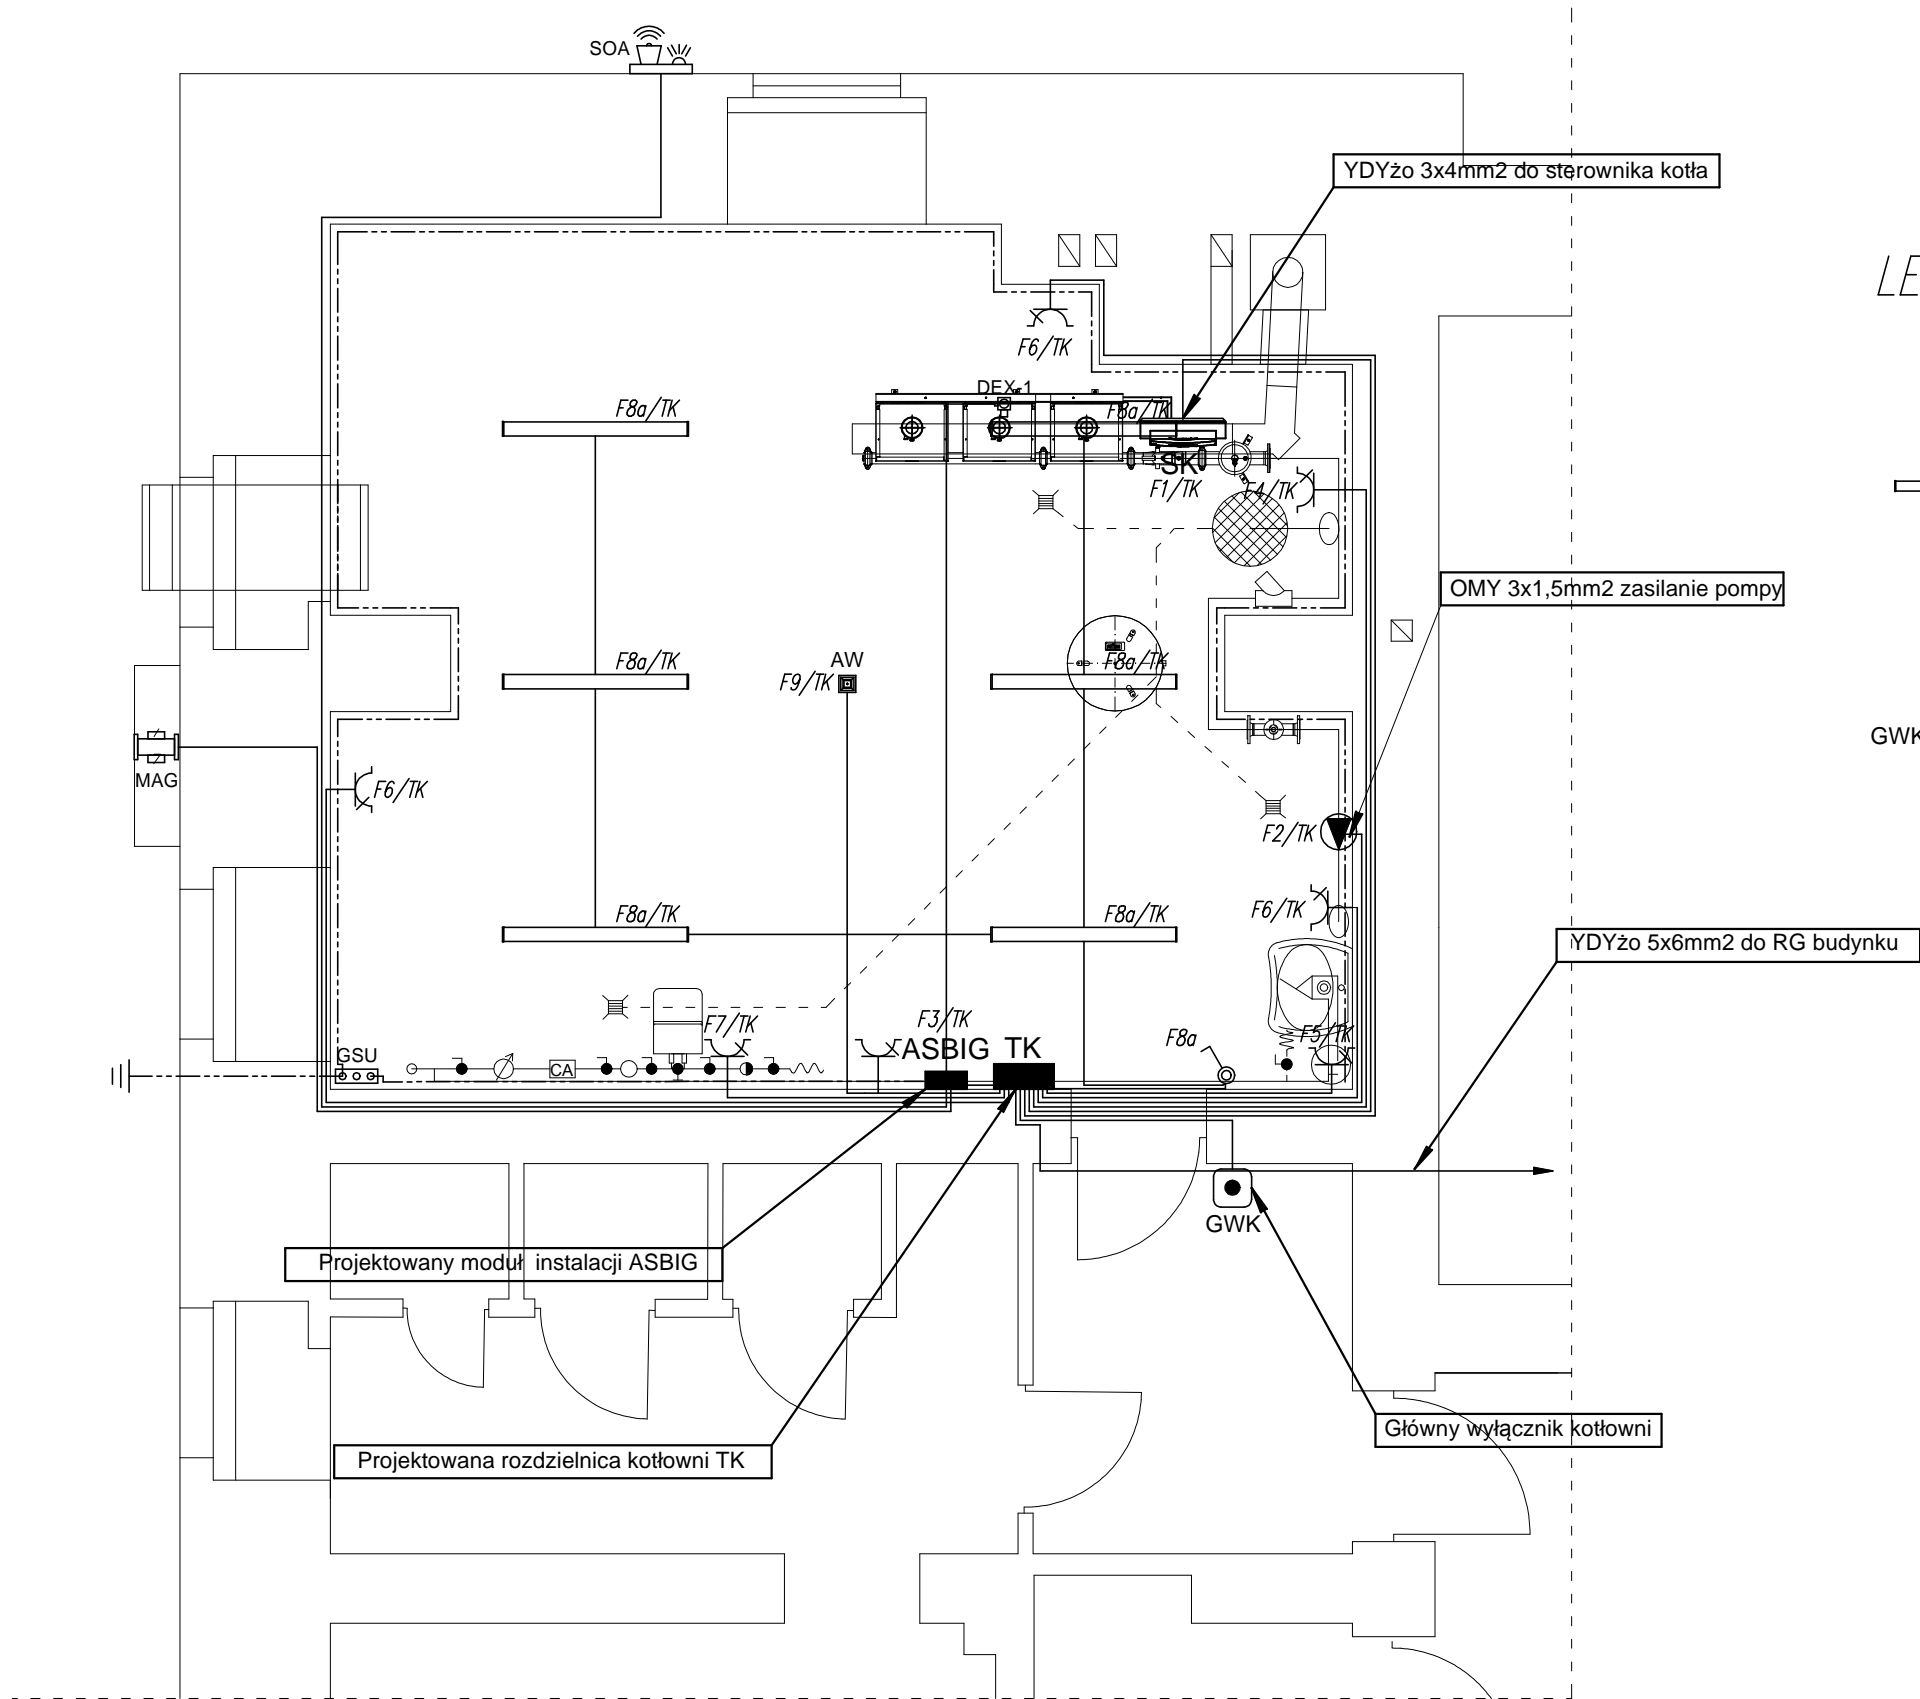 SOA
YDYżo 3x4mm2 do sterownika kotła
LE
F6/TK
DEX-1
F8a/TK
F8a/TK
SK
F1/TK
F4/TK
OMY 3x1,5mm2 zasilanie pompy
AW
F8a/TK
F9/TK
F8a/TK
GWK
MAG
F6/TK
F2/TK
F8a/TK
F8a/TK
F6/TK
YDYżo 5x6mm2 do RG budynku
F7/TK
F3/TK
F8a
F5/TK
GSU
CA
ASBIG
TK
GWK
Projektowany moduł instalacji ASBIG
Główny wyłącznik kotłowni
Projektowana rozdzielnica kotłowni TK